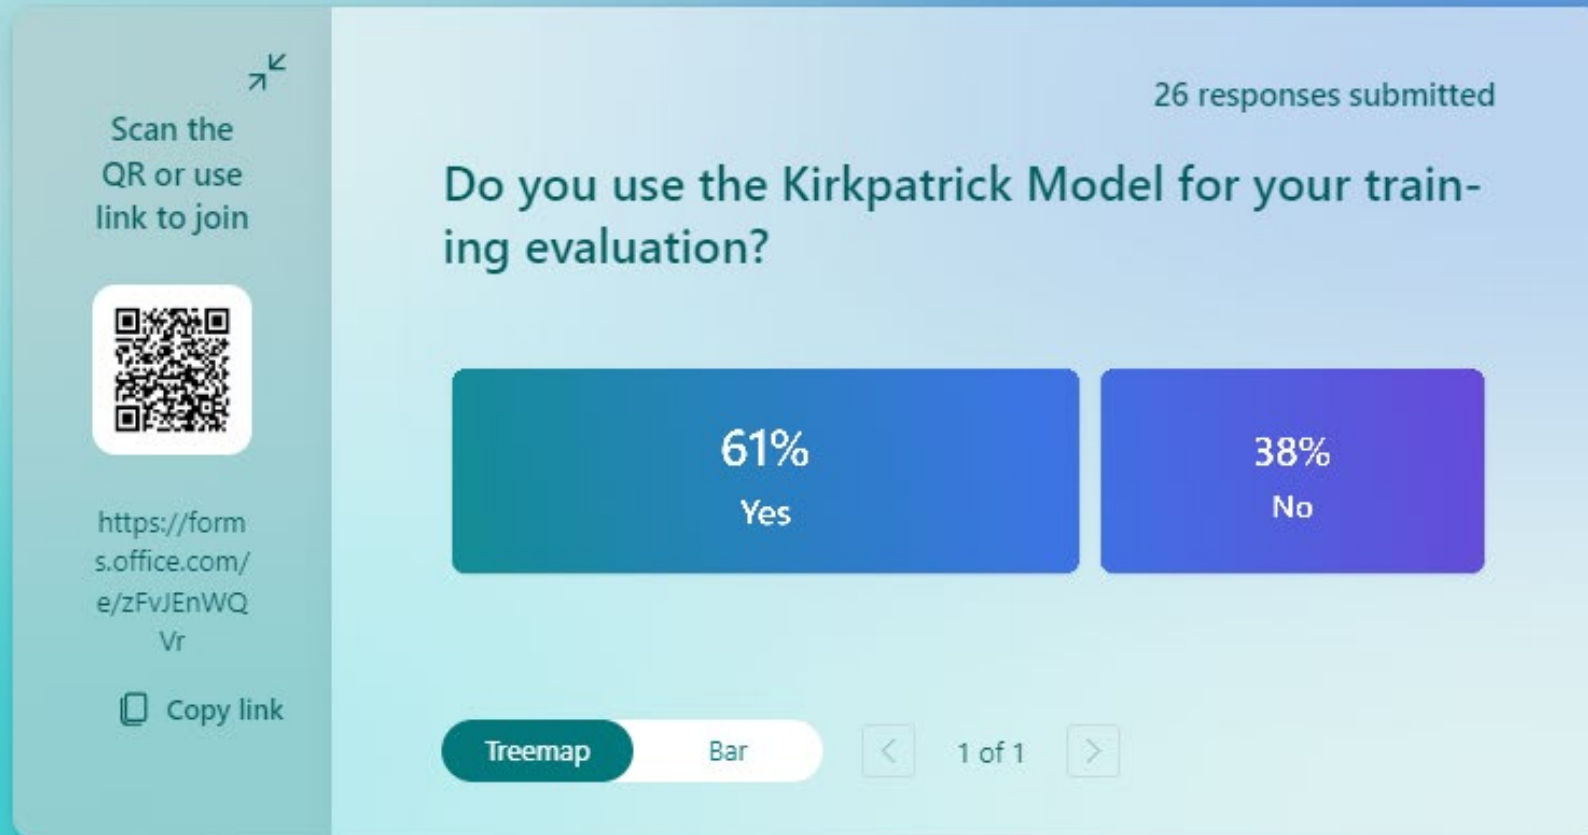 Scan the
QR or use
link to join
https://form
s.office.com/
e/zFvJEnWQ
Vr
Copy link
26 responses submitted
Do you use the Kirkpatrick Model for your train-
ing evaluation?
61%
Yes
38%
No
Treemap
Bar
1 of 1